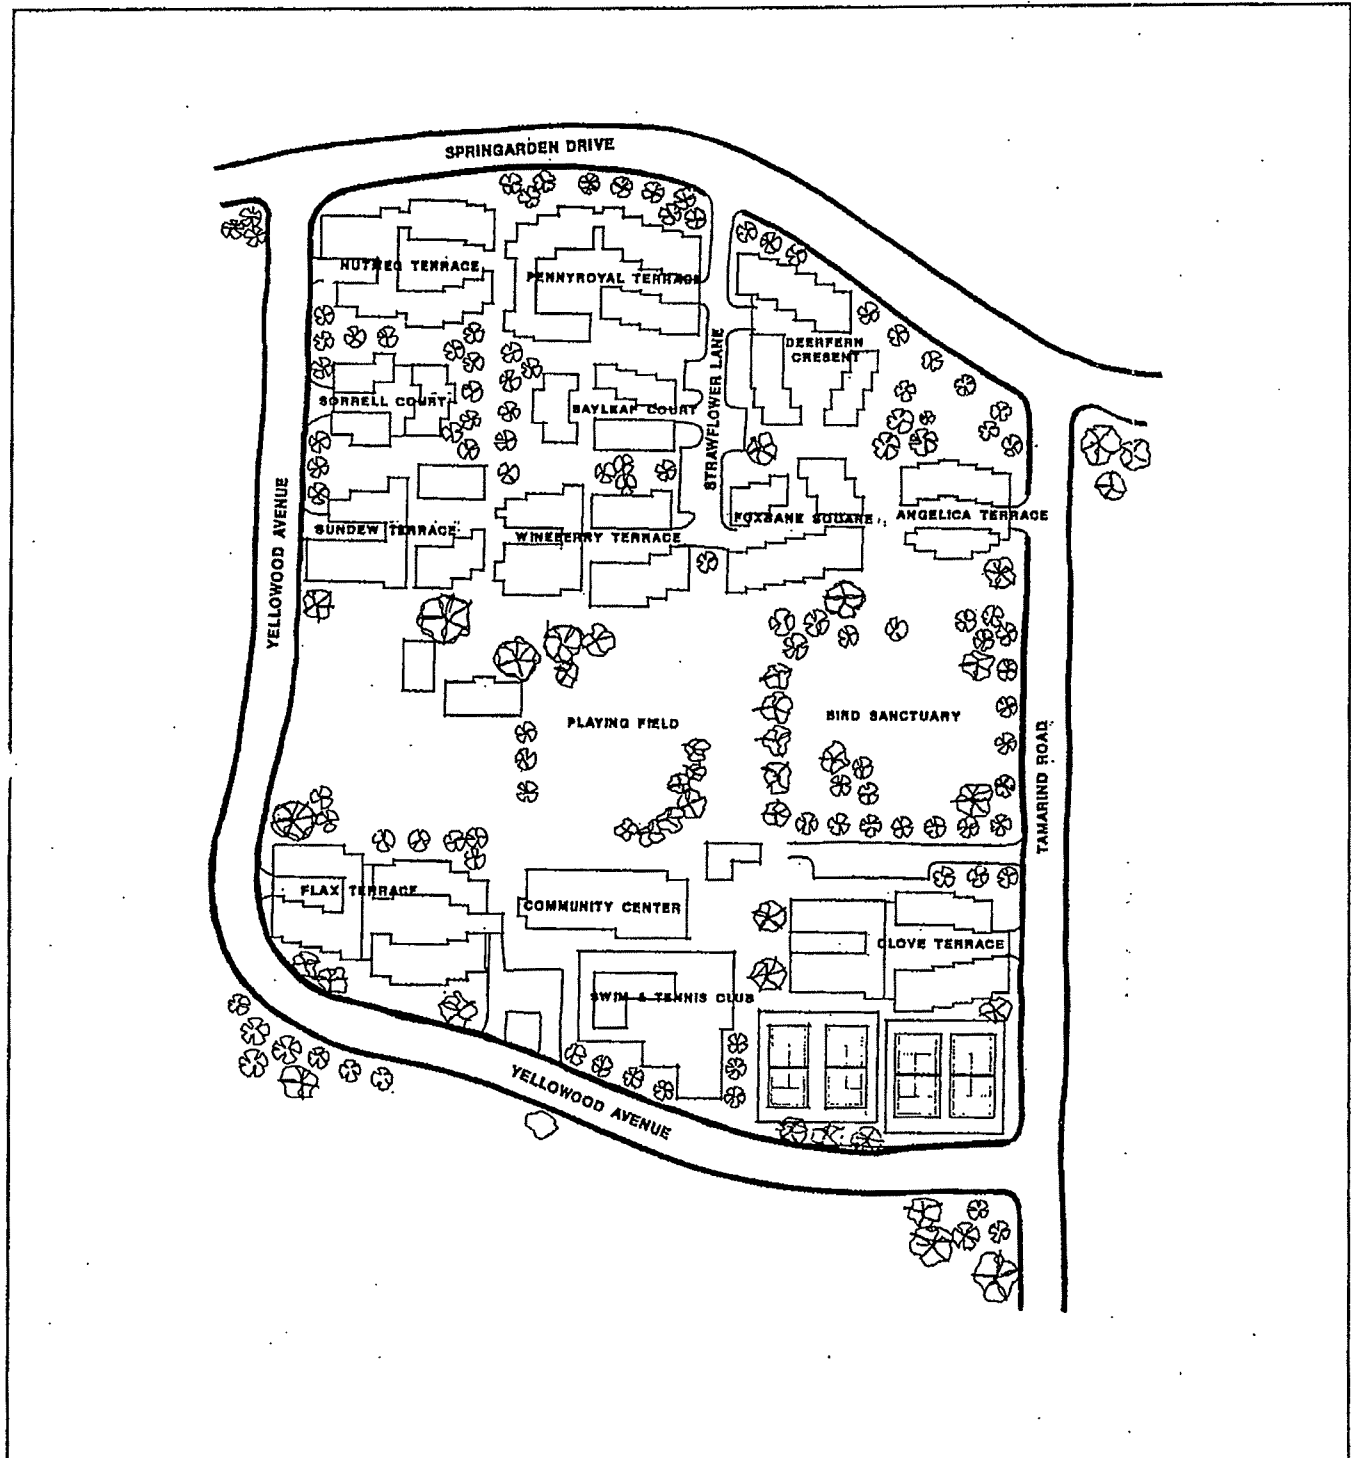 SPRINGARDEN DRIVE
NUTMEG TERRACE
PENNYROYAL TERRACE
STRAWFLOWER LANE
DEERFERN
CRESENT
SORRELL COURT
BAYLEAF COURT
YELLOWOOD AVENUE
SUNDEW TERRACE
WINEBERRY TERRACE
FOXBANE SQUARE
ANGELICA TERRACE
PLAYING FIELD
BIRD SANCTUARY
TAMARIND ROAD
FLAX TERRACE
COMMUNITY CENTER
CLOVE TERRACE
SWIM & TENNIS CLUB
YELLOWOOD AVENUE